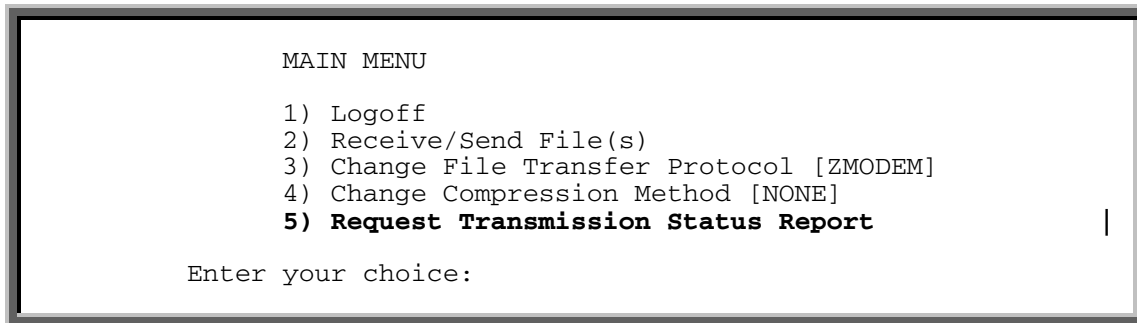 MAIN MENU
1) Logoff
2) Receive/Send File(s)
3) Change File Transfer Protocol [ZMODEM]
4) Change Compression Method [NONE]
5) Request Transmission Status Report |
Enter your choice: